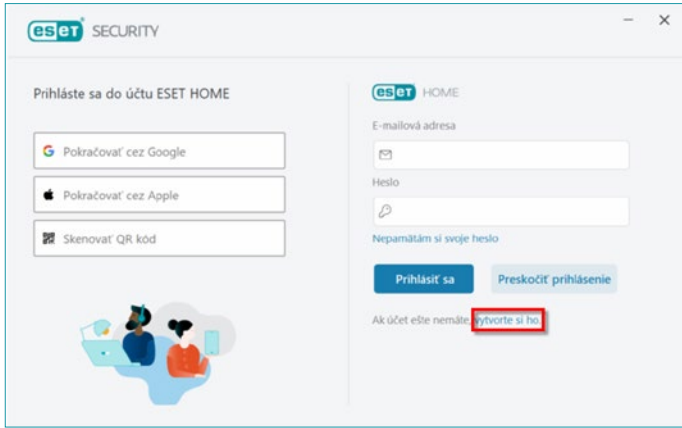 eset SECURITY
Prihláste sa do účtu ESET HOME
Pokračovať cez Google
Pokračovať cez Apple
Skenovať QR kód
eset HOME
E-mailová adresa
Heslo
Nepamätám si svoje heslo
Prihlásiť sa
Preskočiť prihlásenie
Ak účet ešte nemáte, vytvorte si ho.